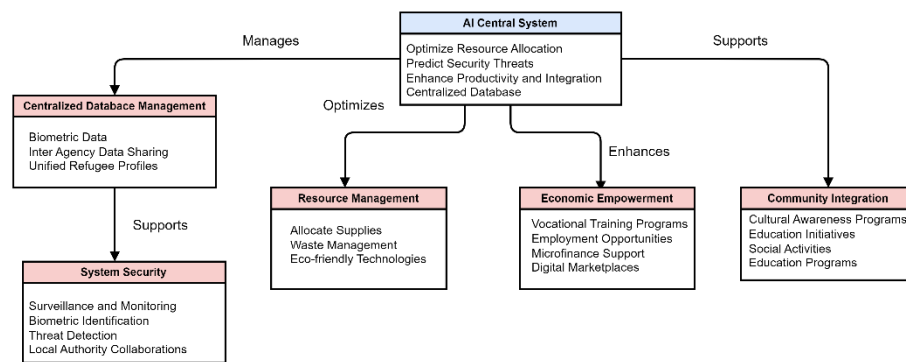 AI Central System
Optimize Resource Allocation
Predict Security Threats
Enhance Productivity and Integration
Centralized Database
Manages
Supports
Optimizes
Enhances
Centralized Database Management
Biometric Data
Inter Agency Data Sharing
Unified Refugee Profiles
Supports
System Security
Surveillance and Monitoring
Biometric Identification
Threat Detection
Local Authority Collaborations
Resource Management
Allocate Supplies
Waste Management
Eco-friendly Technologies
Economic Empowerment
Vocational Training Programs
Employment Opportunities
Microfinance Support
Digital Marketplaces
Community Integration
Cultural Awareness Programs
Education Initiatives
Social Activities
Education Programs